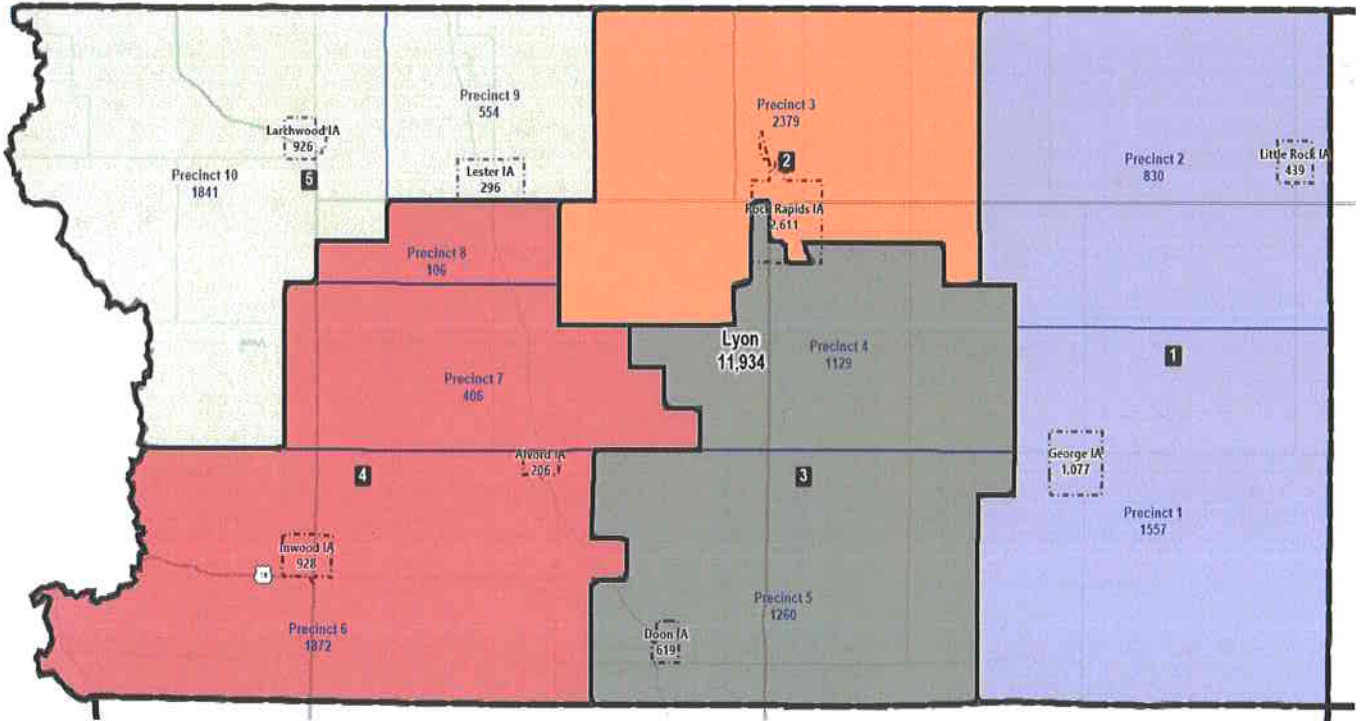 Precinct 9
554
Precinct 3
2379
Larchwood IA
926
Lester IA
296
2
Precinct 2
830
Little Rock IA
439
Precinct 10
1841
5
Rock Rapids IA
2,611
Precinct 8
106
Lyon
11,934
Precinct 4
1129
1
Precinct 7
406
Alvord IA
206
4
3
George IA
1,077
Precinct 1
1557
Inwood IA
928
18
Precinct 6
1872
Precinct 5
1260
Doon IA
619